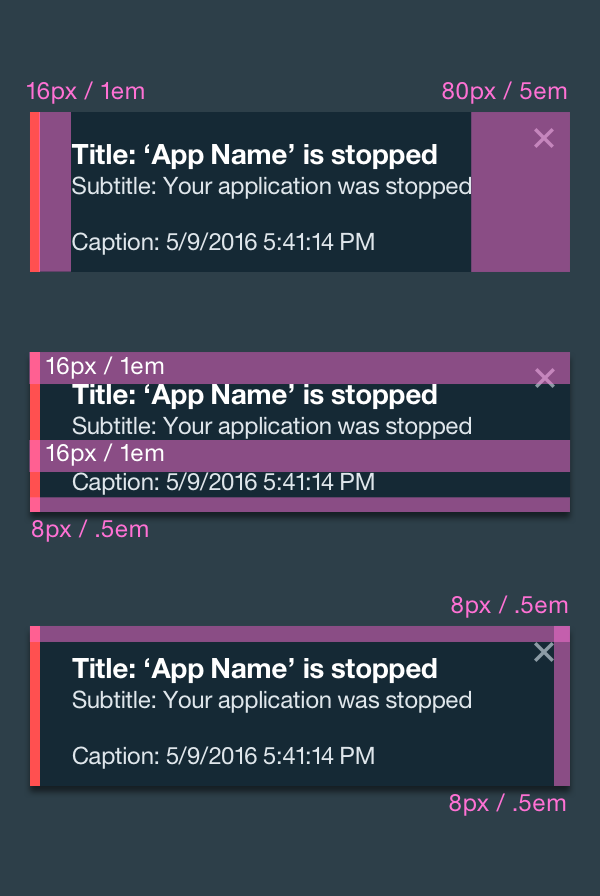 16px / 1em
80px / 5em
Title: ‘App Name’ is stopped
Subtitle: Your application was stopped
Caption: 5/9/2016 5:41:14 PM
16px / 1em
Title: ‘App Name’ is stopped
Subtitle: Your application was stopped
16px / 1em
Caption: 5/9/2016 5:41:14 PM
8px / .5em
8px / .5em
Title: ‘App Name’ is stopped
Subtitle: Your application was stopped
Caption: 5/9/2016 5:41:14 PM
8px / .5em